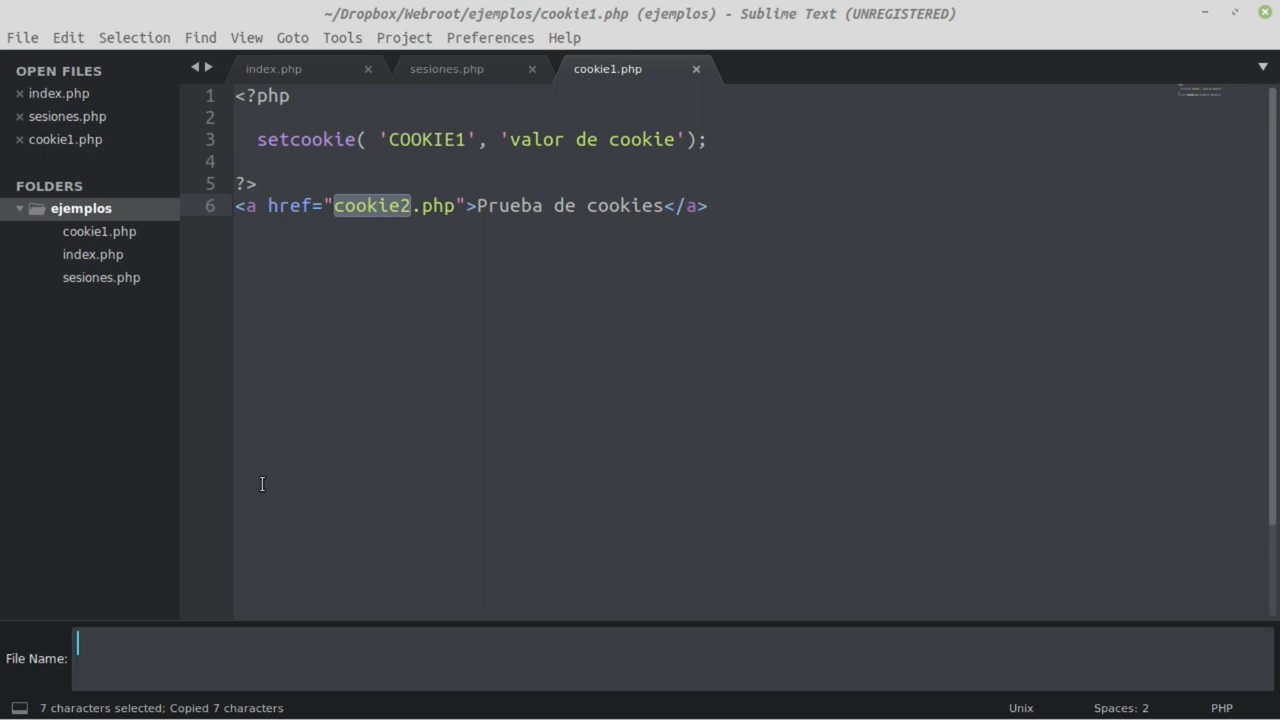 ~/Dropbox/Webroot/ejemplos/cookie1.php (ejemplos) - Sublime Text (UNREGISTERED)
File Edit Selection Find View Goto Tools Project Preferences Help
OPEN FILES
index.php
sesiones.php
cookie1.php
FOLDERS
ejemplos
cookie1.php
index.php
sesiones.php
index.php sesiones.php cookie1.php
1 <?php
2
3 setcookie( 'COOKIE1', 'valor de cookie');
4
5 ?>
6 <a href="cookie2.php">Prueba de cookies</a>
File Name:
7 characters selected; Copied 7 characters Unix Spaces: 2 PHP